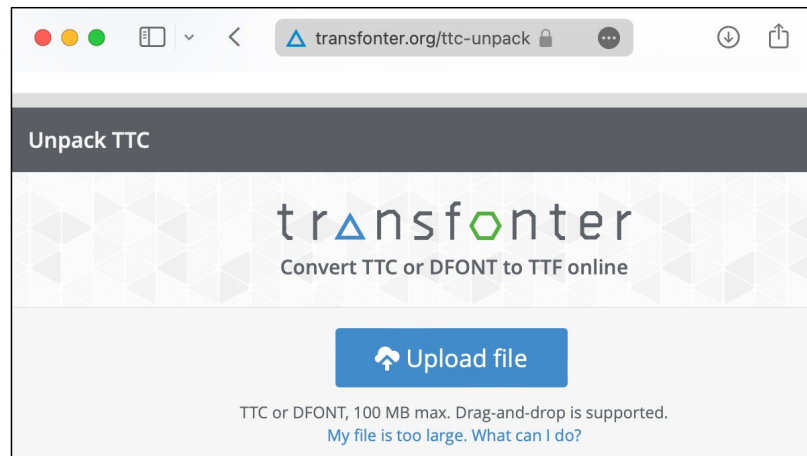 transfonter.org/ttc-unpack
Unpack TTC
transfonter
Convert TTC or DFONT to TTF online
Upload file
TTC or DFONT, 100 MB max. Drag-and-drop is supported.
My file is too large. What can I do?